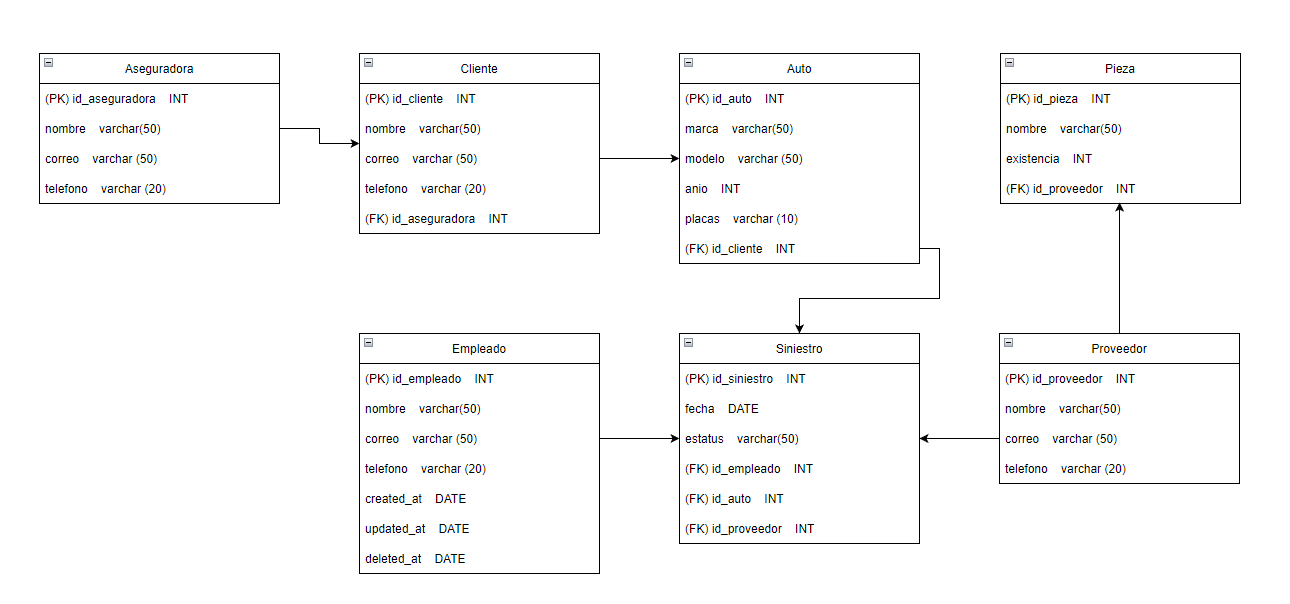 Aseguradora
(PK) id_aseguradora INT
nombre varchar(50)
correo varchar (50)
telefono varchar (20)
Cliente
(PK) id_cliente INT
nombre varchar(50)
correo varchar (50)
telefono varchar (20)
(FK) id_aseguradora INT
Auto
(PK) id_auto INT
marca varchar(50)
modelo varchar (50)
anio INT
placas varchar (10)
(FK) id_cliente INT
Pieza
(PK) id_pieza INT
nombre varchar(50)
existencia INT
(FK) id_proveedor INT
Empleado
(PK) id_empleado INT
nombre varchar(50)
correo varchar (50)
telefono varchar (20)
created_at DATE
updated_at DATE
deleted_at DATE
Siniestro
(PK) id_siniestro INT
fecha DATE
estatus varchar(50)
(FK) id_empleado INT
(FK) id_auto INT
(FK) id_proveedor INT
Proveedor
(PK) id_proveedor INT
nombre varchar(50)
correo varchar (50)
telefono varchar (20)